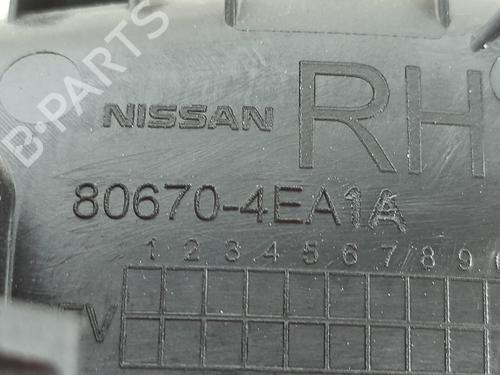 B-PARTS
NISSAN RH
80670-4EA1A
1 2 3 4 5 6 7 8 9